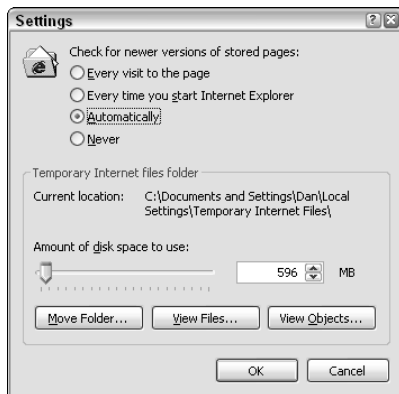 Settings
Check for newer versions of stored pages:
Every visit to the page
Every time you start Internet Explorer
Automatically
Never
Temporary Internet files folder
Current location: C:\Documents and Settings\Dan\Local
Settings\Temporary Internet Files\
Amount of disk space to use:
596 MB
Move Folder... View Files... View Objects...
OK Cancel